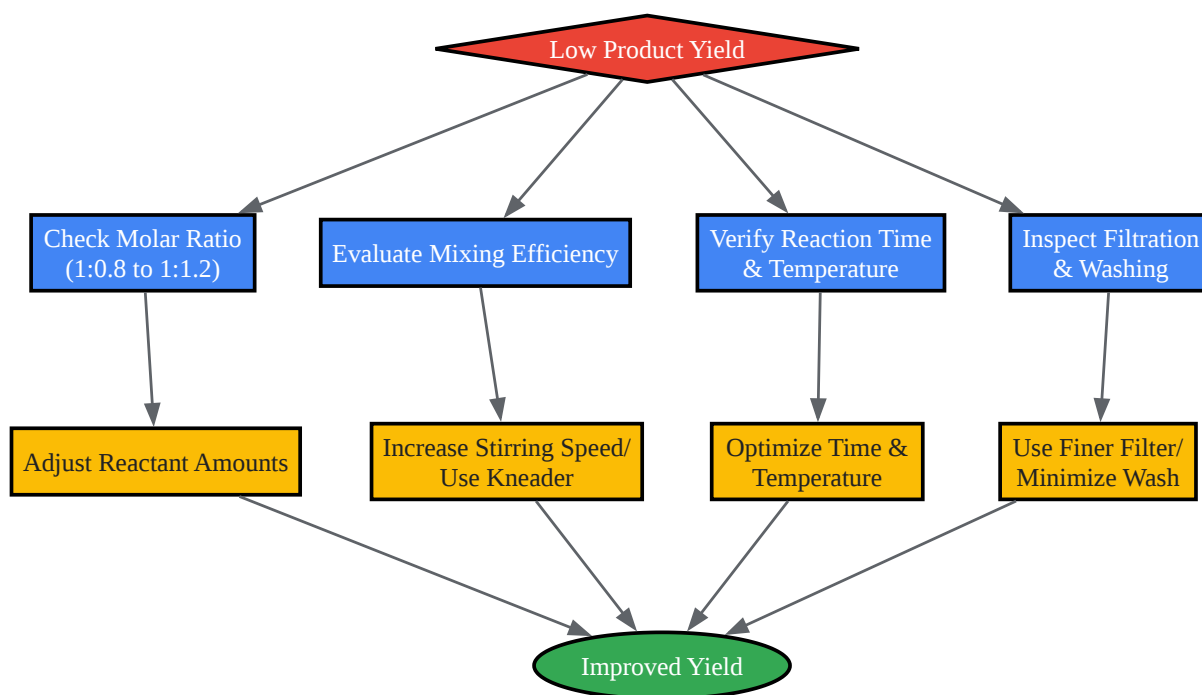 Low Product Yield
Check Molar Ratio
(1:0.8 to 1:1.2)
Evaluate Mixing Efficiency
Verify Reaction Time
& Temperature
Inspect Filtration
& Washing
Adjust Reactant Amounts
Increase Stirring Speed/
Use Kneader
Optimize Time &
Temperature
Use Finer Filter/
Minimize Wash
Improved Yield